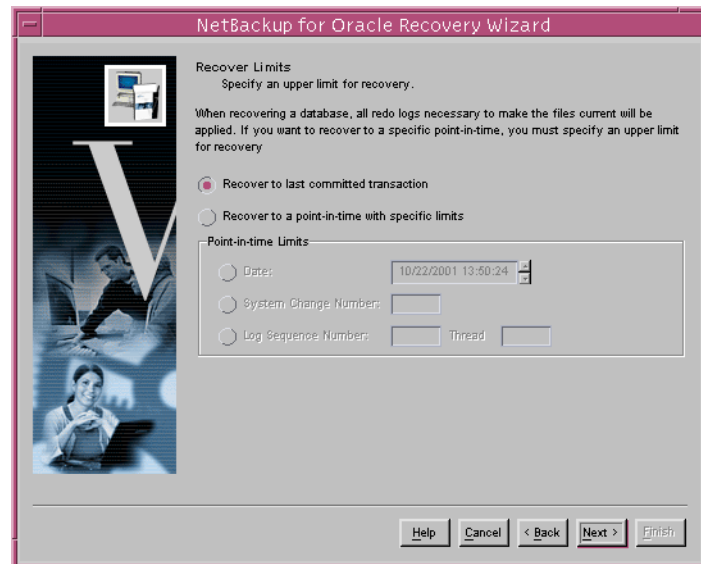 NetBackup for Oracle Recovery Wizard
Recover Limits
Specify an upper limit for recovery.
When recovering a database, all redo logs necessary to make the files current will be
applied. If you want to recover to a specific point-in-time, you must specify an upper limit
for recovery
Recover to last committed transaction
Recover to a point-in-time with specific limits
Point-in-time Limits
Date: 10/22/2001 13:50:24
System Change Number:
Log Sequence Number: Thread
Help Cancel < Back Next > Finish